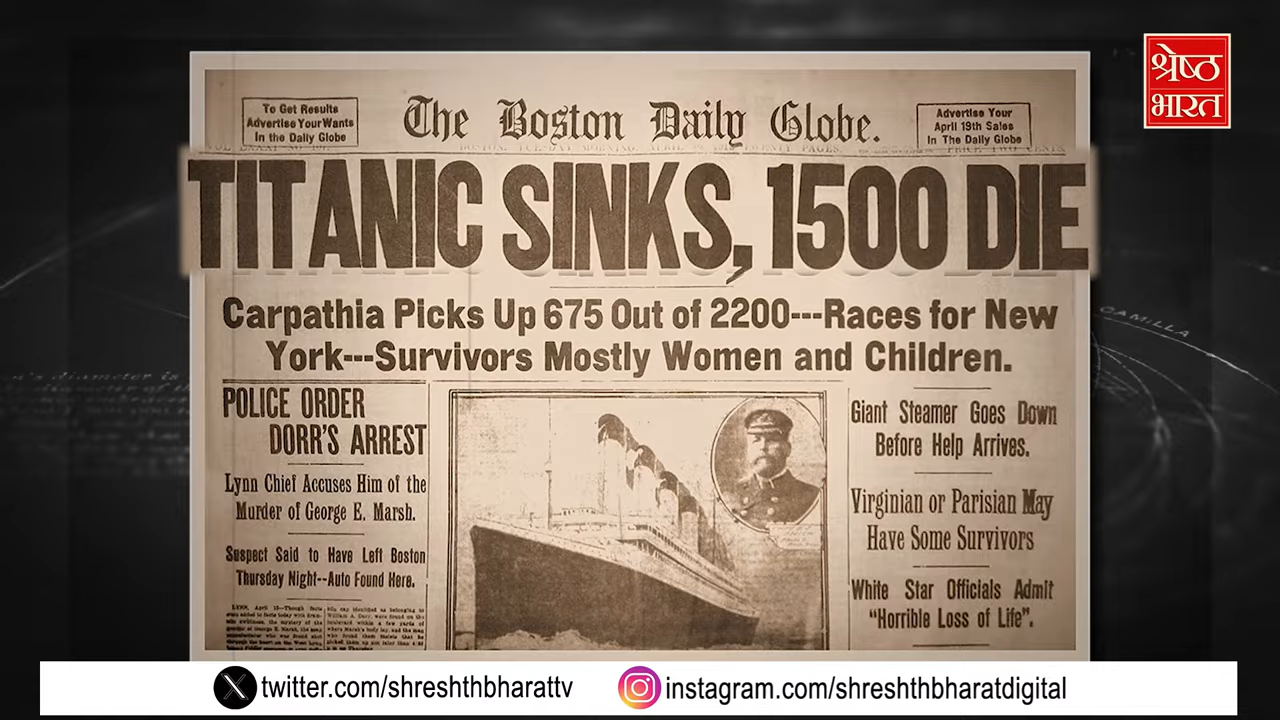 श्रेष्ठ
भारत
To Get Results
Advertise Your Wants
In the Daily Globe
The Boston Daily Globe.
Advertise Your
April 19th Sales
In The Daily Globe
TITANIC SINKS, 1500 DIE
Carpathia Picks Up 675 Out of 2200---Races for New
York---Survivors Mostly Women and Children.
POLICE ORDER
DORR'S ARREST
Lynn Chief Accuses Him of the
Murder of George E. Marsh.
Suspect Said to Have Left Boston
Thursday Night--Auto Found Here.
Giant Steamer Goes Down
Before Help Arrives.
Virginian or Parisian May
Have Some Survivors
White Star Officials Admit
"Horrible Loss of Life".
CAMILLA
twitter.com/shreshthbharattv
instagram.com/shreshthbharatdigital